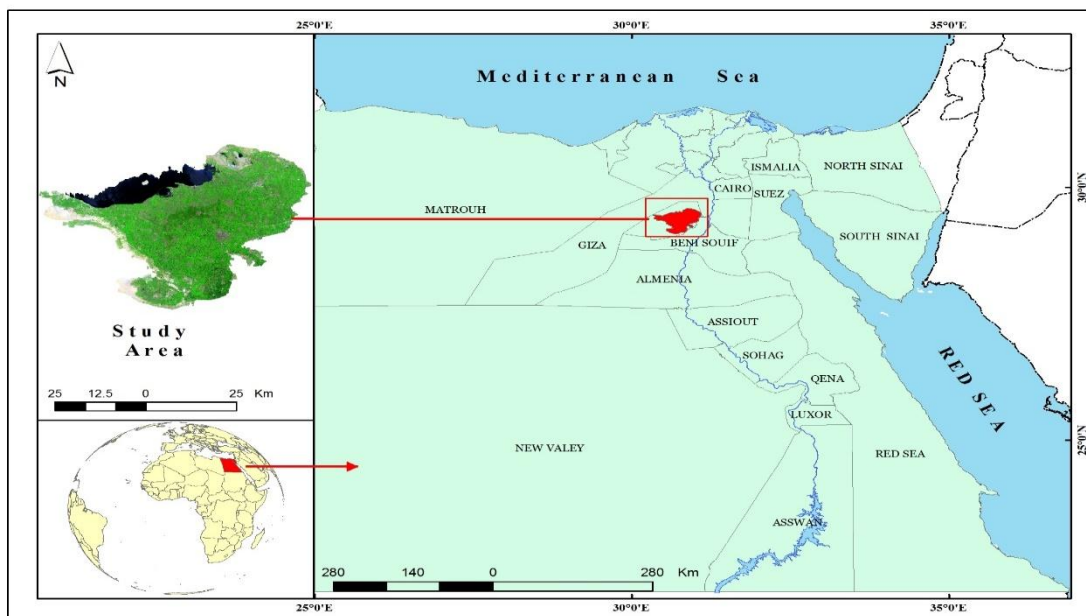 25°0'E 30°0'E 35°0'E
N
Mediterranean Sea
ISMALIA
NORTH SINAI
CAIRO
SUEZ
30°0'N
MATROUH
SOUTH SINAI
GIZA
BENI SOUIF
ALMENIA
Study
Area
ASSIOUT
SOHAG
RED SEA
QENA
25 12.5 0 25 Km
LUXOR
25°0'N
NEW VALEY
RED SEA
ASSWAN
280 140 0 280 Km
25°0'E 30°0'E 35°0'E